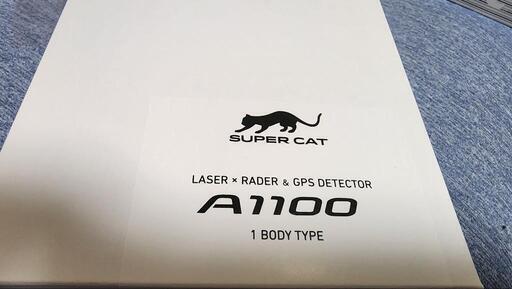 SUPER CAT
LASER × RADER & GPS DETECTOR
A1100
1 BODY TYPE